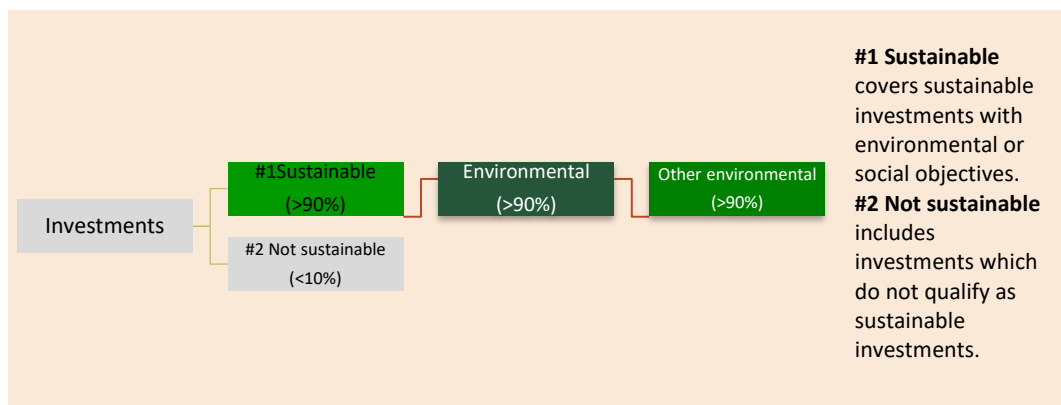 Investments
#1Sustainable
(>90%)
#2 Not sustainable
(<10%)
Environmental
(>90%)
Other environmental
(>90%)
#1 Sustainable
covers sustainable
investments with
environmental or
social objectives.
#2 Not sustainable
includes
investments which
do not qualify as
sustainable
investments.